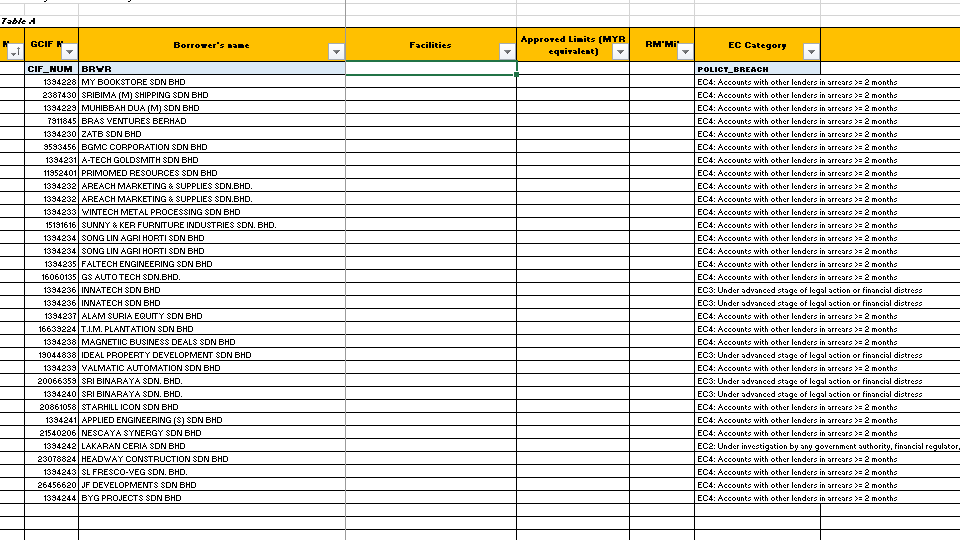 Table A
GCIF N Borrower's name Facilities Approved Limits (MYR equivalent) RM'Mi' EC Category
CIF_NUM BRWR POLICY_BREACH
1394228 MY BOOKSTORE SDN BHD EC4: Accounts with other lenders in arrears >= 2 months
2387430 SRIBIMA (M) SHIPPING SDN BHD EC4: Accounts with other lenders in arrears >= 2 months
1394229 MUHIBBAH DUA (M) SDN BHD EC4: Accounts with other lenders in arrears >= 2 months
7911845 BRAS VENTURES BERHAD EC4: Accounts with other lenders in arrears >= 2 months
1394230 ZATB SDN BHD EC4: Accounts with other lenders in arrears >= 2 months
9593456 BGMC CORPORATION SDN BHD EC4: Accounts with other lenders in arrears >= 2 months
1394231 A-TECH GOLDSMITH SDN BHD EC4: Accounts with other lenders in arrears >= 2 months
11952401 PRIMOMED RESOURCES SDN BHD EC4: Accounts with other lenders in arrears >= 2 months
1394232 AREACH MARKETING & SUPPLIES SDN.BHD. EC4: Accounts with other lenders in arrears >= 2 months
1394232 AREACH MARKETING & SUPPLIES SDN.BHD. EC4: Accounts with other lenders in arrears >= 2 months
1394233 WINTECH METAL PROCESSING SDN BHD EC4: Accounts with other lenders in arrears >= 2 months
15191616 SUNNY & KER FURNITURE INDUSTRIES SDN. BHD. EC4: Accounts with other lenders in arrears >= 2 months
1394234 SONG LIN AGRI HORTI SDN BHD EC4: Accounts with other lenders in arrears >= 2 months
1394234 SONG LIN AGRI HORTI SDN BHD EC4: Accounts with other lenders in arrears >= 2 months
1394235 FALTECH ENGINEERING SDN BHD EC4: Accounts with other lenders in arrears >= 2 months
16060135 GS AUTO TECH SDN.BHD. EC4: Accounts with other lenders in arrears >= 2 months
1394236 INNATECH SDN BHD EC3: Under advanced stage of legal action or financial distress
1394236 INNATECH SDN BHD EC3: Under advanced stage of legal action or financial distress
1394237 ALAM SURIA EQUITY SDN BHD EC4: Accounts with other lenders in arrears >= 2 months
16639224 T.I.M. PLANTATION SDN BHD EC4: Accounts with other lenders in arrears >= 2 months
1394238 MAGNETIIC BUSINESS DEALS SDN BHD EC4: Accounts with other lenders in arrears >= 2 months
19044838 IDEAL PROPERTY DEVELOPMENT SDN BHD EC3: Under advanced stage of legal action or financial distress
1394239 VALMATIC AUTOMATION SDN BHD EC4: Accounts with other lenders in arrears >= 2 months
20066359 SRI BINARAYA SDN. BHD. EC3: Under advanced stage of legal action or financial distress
1394240 SRI BINARAYA SDN. BHD. EC3: Under advanced stage of legal action or financial distress
20861058 STARHILL ICON SDN BHD EC4: Accounts with other lenders in arrears >= 2 months
1394241 APPLIED ENGINEERING (S) SDN BHD EC4: Accounts with other lenders in arrears >= 2 months
21540206 NESCAYA SYNERGY SDN BHD EC4: Accounts with other lenders in arrears >= 2 months
1394242 LAKARAN CERIA SDN BHD EC2: Under investigation by any government authority, financial regulator,
23078824 HEADWAY CONSTRUCTION SDN BHD EC4: Accounts with other lenders in arrears >= 2 months
1394243 SL FRESCO-VEG SDN. BHD. EC4: Accounts with other lenders in arrears >= 2 months
26456620 JF DEVELOPMENTS SDN BHD EC4: Accounts with other lenders in arrears >= 2 months
1394244 BYG PROJECTS SDN BHD EC4: Accounts with other lenders in arrears >= 2 months